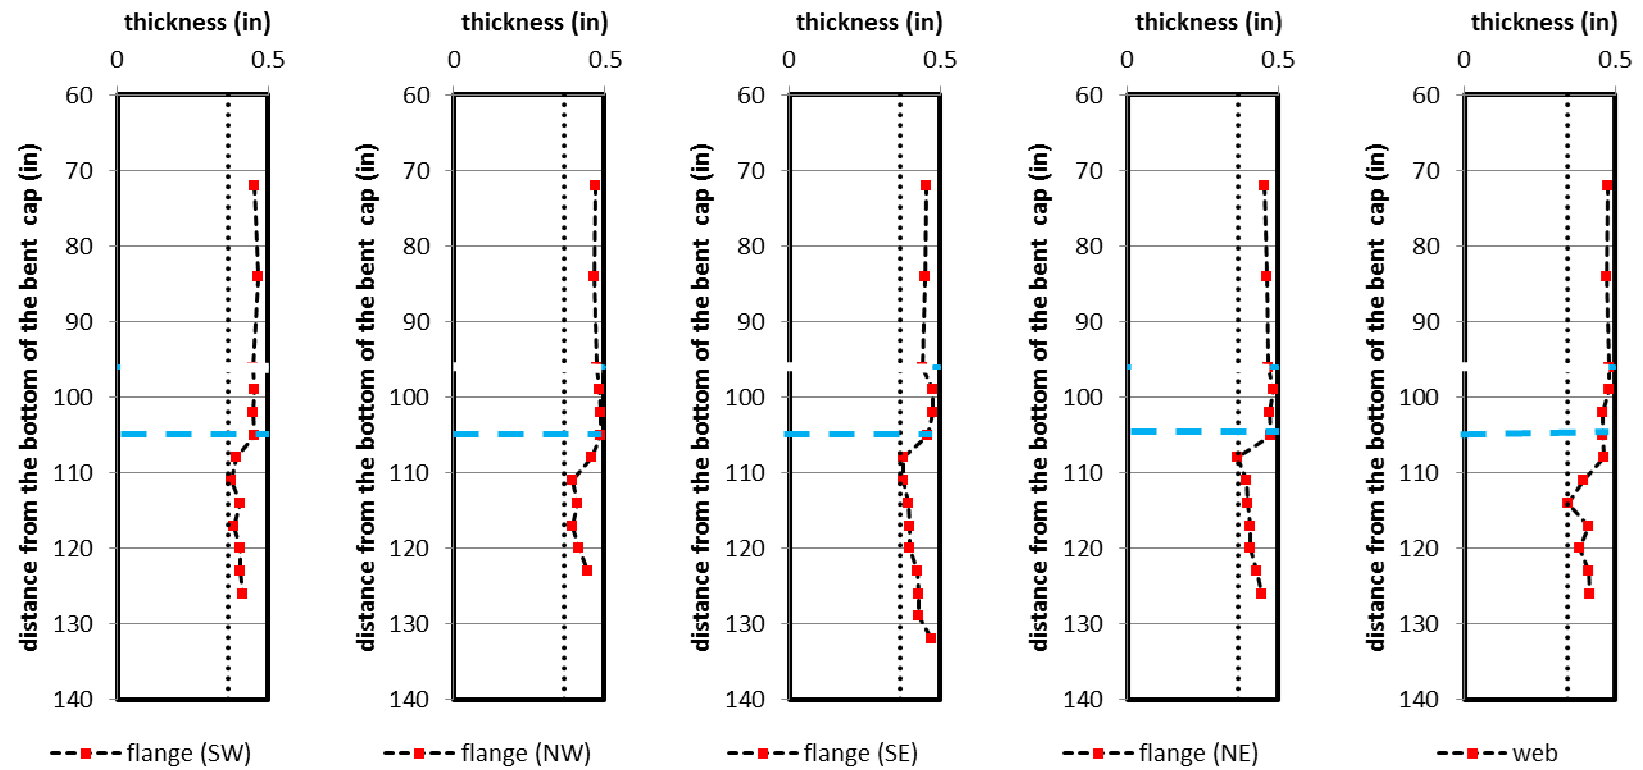 thickness (in) thickness (in) thickness (in) thickness (in) thickness (in)
0 0.5 0 0.5 0 0.5 0 0.5 0 0.5
60 60 60 60 60
70 70 70 70 70
80 80 80 80 80
90 90 90 90 90
100 100 100 100 100
110 110 110 110 110
120 120 120 120 120
130 130 130 130 130
140 140 140 140 140
distance from the bottom of the bent cap (in)
distance from the bottom of the bent cap (in)
distance from the bottom of the bent cap (in)
distance from the bottom of the bent cap (in)
distance from the bottom of the bent cap (in)
flange (SW) flange (NW) flange (SE) flange (NE) web